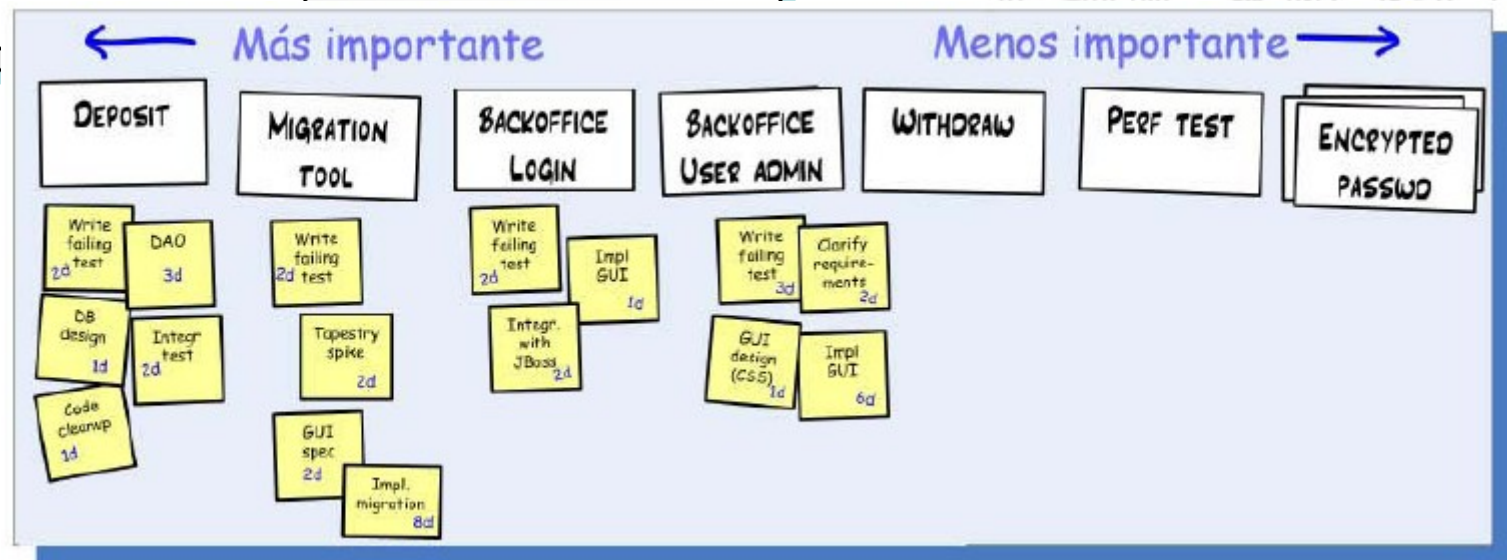 Más importante
Menos importante
DEPOSIT
Write
failing
test
2d
DAO
3d
DB
design
1d
Integr
test
2d
Code
cleanup
1d
MIGRATION
TOOL
Write
failing
test
2d
Tapestry
spike
2d
GUI
spec
2d
Impl.
migration
8d
BACKOFFICE
LOGIN
Write
failing
test
2d
Impl
GUI
1d
Integr.
with
JBoss
2d
BACKOFFICE
USER ADMIN
Write
failing
test
3d
Clarify
require-
ments
2d
GUI
design
(CSS)
1d
Impl
GUI
6d
WITHDRAW
PERF TEST
ENCRYPTED
PASSWD